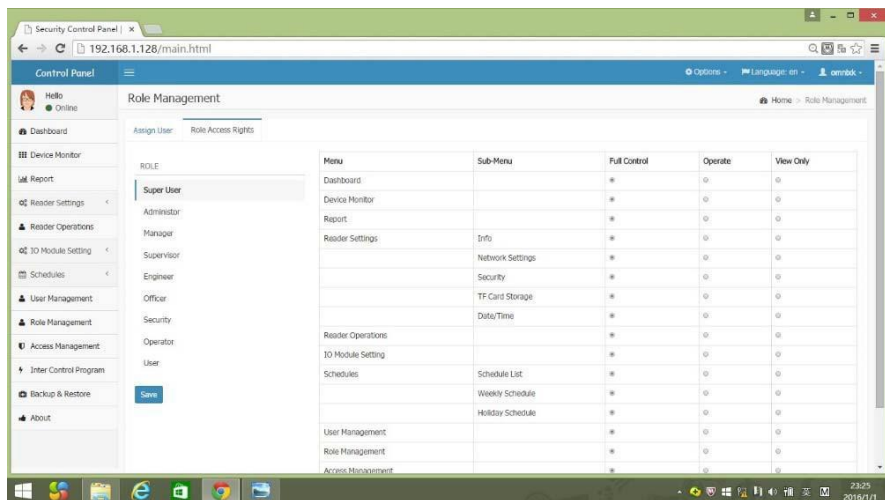 Security Control Panel |
192.168.1.128/main.html
Control Panel
Options
Language: en
omnitek
Hello
Online
Role Management
Home > Role Management
Dashboard
Device Monitor
Report
Reader Settings
Reader Operations
IO Module Setting
Schedules
User Management
Role Management
Access Management
Inter Control Program
Backup & Restore
About
Assign User
Role Access Rights
ROLE
Super User
Administor
Manager
Supervisor
Engineer
Officer
Security
Operator
User
Save
Menu Sub-Menu Full Control Operate View Only
Dashboard
Device Monitor
Report
Reader Settings Info
Network Settings
Security
TF Card Storage
Date/Time
Reader Operations
IO Module Setting
Schedules Schedule List
Weekly Schedule
Holiday Schedule
User Management
Role Management
Access Management
英
23:25
2016/1/1